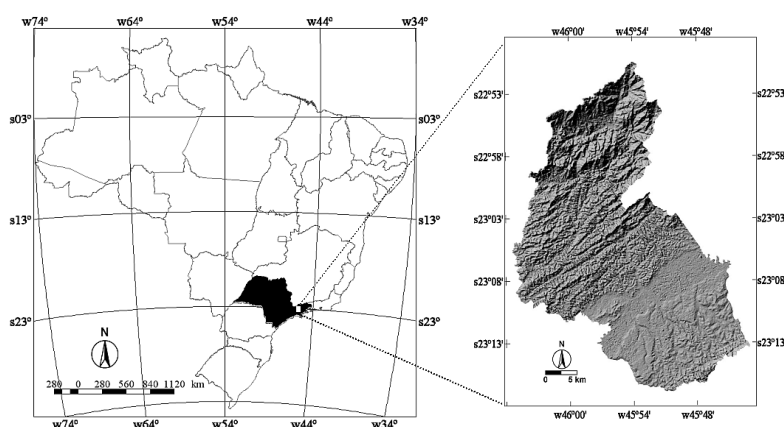 w74° w64° w54° w44° w34°
s03° s03°
s13° s13°
s23° s23°
N
280 0 280 560 840 1120 km
w74° w64° w54° w44° w34°
w46°00' w45°54' w45°48'
s22°53' s22°53
s22°58' s22°58
s23°03' s23°03
s23°08' s23°08
s23°13' s23°13
N
0 5 km
w46°00' w45°54' w45°48'